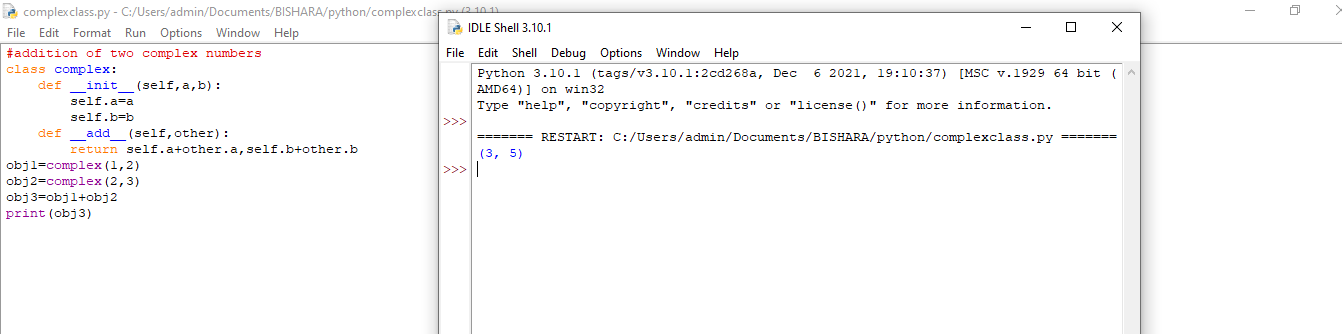 complexclass.py - C:/Users/admin/Documents/BISHARA/python/complexclass.py (3.10.1)
File Edit Format Run Options Window Help
#addition of two complex numbers
class complex:
    def __init__(self,a,b):
        self.a=a
        self.b=b
    def __add__(self,other):
        return self.a+other.a,self.b+other.b
obj1=complex(1,2)
obj2=complex(2,3)
obj3=obj1+obj2
print(obj3)
IDLE Shell 3.10.1
File Edit Shell Debug Options Window Help
Python 3.10.1 (tags/v3.10.1:2cd268a, Dec  6 2021, 19:10:37) [MSC v.1929 64 bit (
AMD64)] on win32
Type "help", "copyright", "credits" or "license()" for more information.
>>>
======= RESTART: C:/Users/admin/Documents/BISHARA/python/complexclass.py =======
(3, 5)
>>>